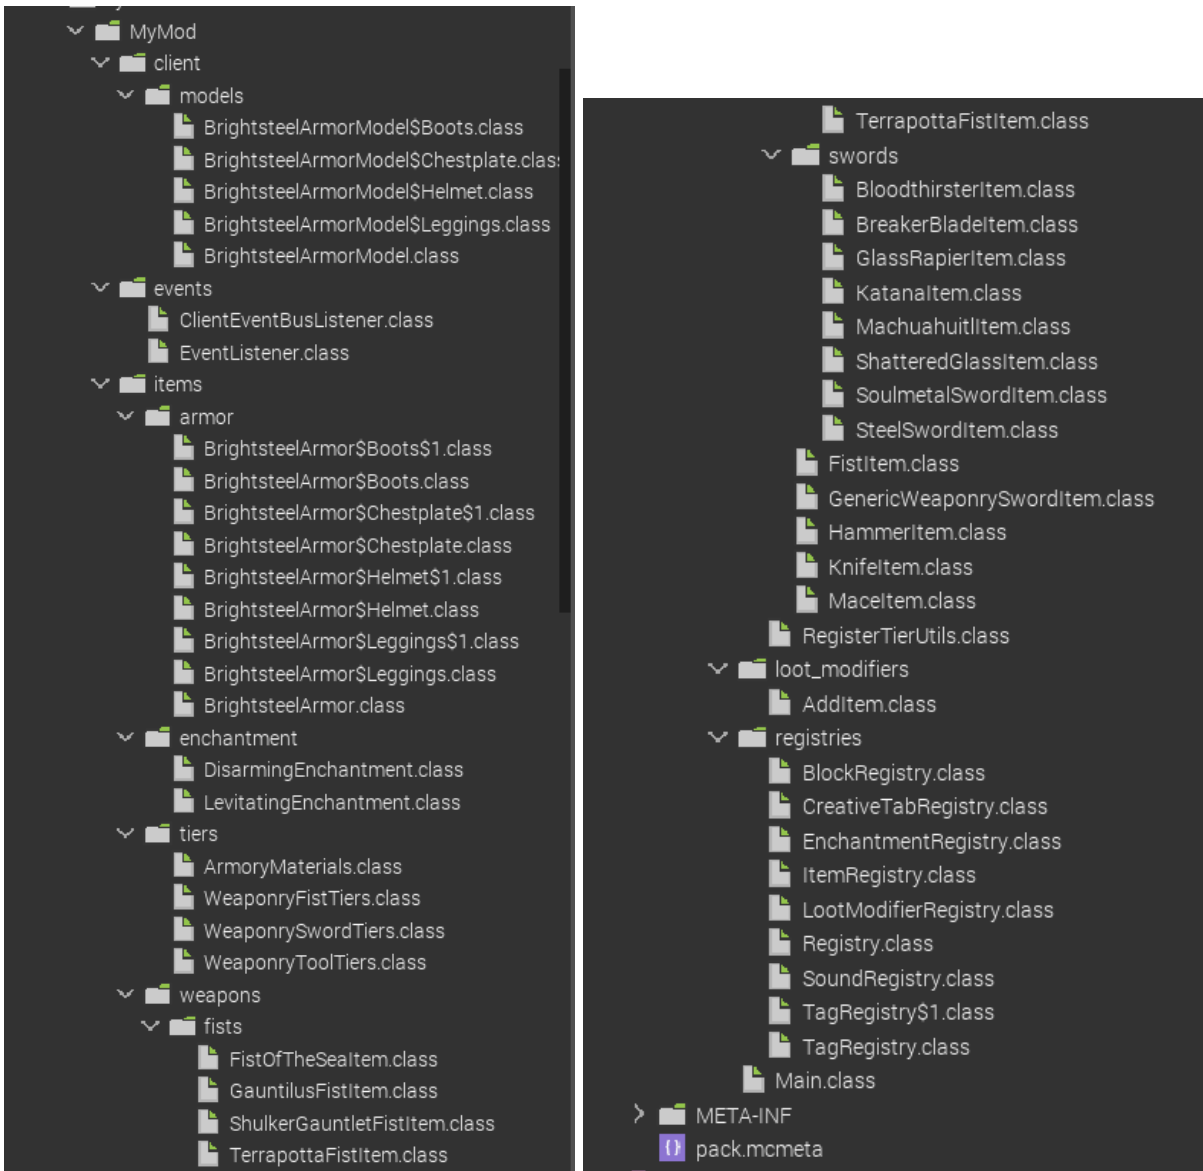 MyMod
client
models
BrightsteelArmorModel$Boots.class
BrightsteelArmorModel$Chestplate.clas
BrightsteelArmorModel$Helmet.class
BrightsteelArmorModel$Leggings.class
BrightsteelArmorModel.class
events
ClientEventBusListener.class
EventListener.class
items
armor
BrightsteelArmor$Boots$1.class
BrightsteelArmor$Boots.class
BrightsteelArmor$Chestplate$1.class
BrightsteelArmor$Chestplate.class
BrightsteelArmor$Helmet$1.class
BrightsteelArmor$Helmet.class
BrightsteelArmor$Leggings$1.class
BrightsteelArmor$Leggings.class
BrightsteelArmor.class
enchantment
DisarmingEnchantment.class
LevitatingEnchantment.class
tiers
ArmoryMaterials.class
WeaponryFistTiers.class
WeaponrySwordTiers.class
WeaponryToolTiers.class
weapons
fists
FistOfTheSeaItem.class
GauntilusFistItem.class
ShulkerGauntletFistItem.class
TerrapottaFistItem.class
TerrapottaFistItem.class
swords
BloodthirsterItem.class
BreakerBladeItem.class
GlassRapierItem.class
KatanaItem.class
MachuahuitlItem.class
ShatteredGlassItem.class
SoulmetalSwordItem.class
SteelSwordItem.class
FistItem.class
GenericWeaponrySwordItem.class
HammerItem.class
KnifeItem.class
MaceItem.class
RegisterTierUtils.class
loot_modifiers
AddItem.class
registries
BlockRegistry.class
CreativeTabRegistry.class
EnchantmentRegistry.class
ItemRegistry.class
LootModifierRegistry.class
Registry.class
SoundRegistry.class
TagRegistry$1.class
TagRegistry.class
Main.class
META-INF
pack.mcmeta